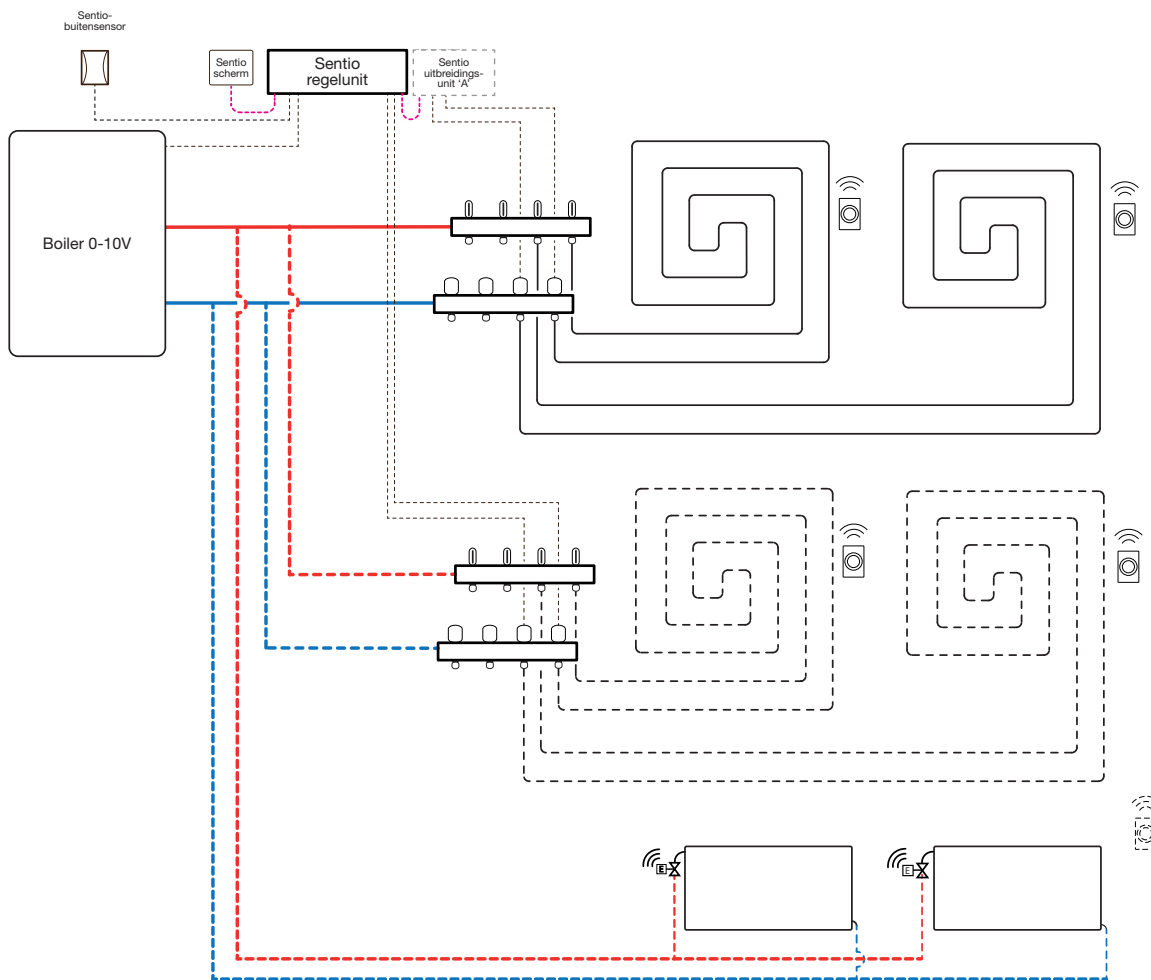 Sentio-
buitensensor
Sentio
scherm
Sentio
regelunit
Sentio
uitbreidings-
unit ‘A’
Boiler 0-10V
E
E